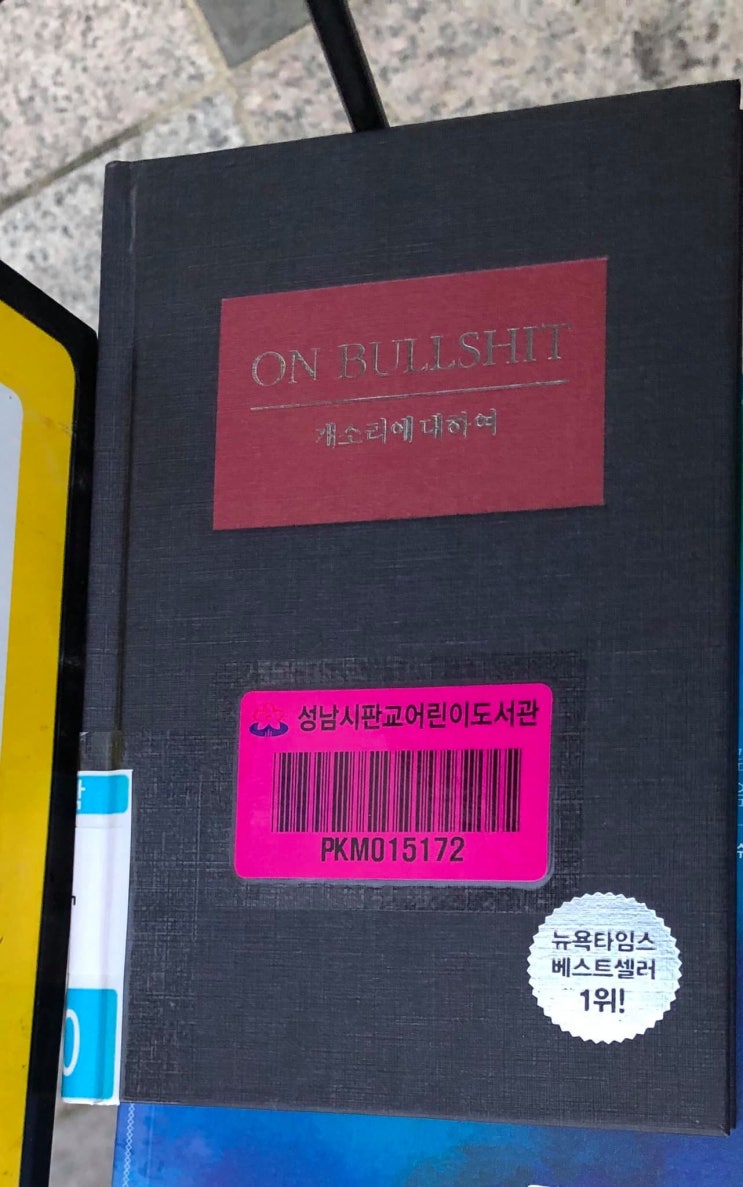 ON BULLSHIT
개소리에 대하여
성남시판교어린이도서관
PKM015172
뉴욕타임스
베스트셀러
1위!